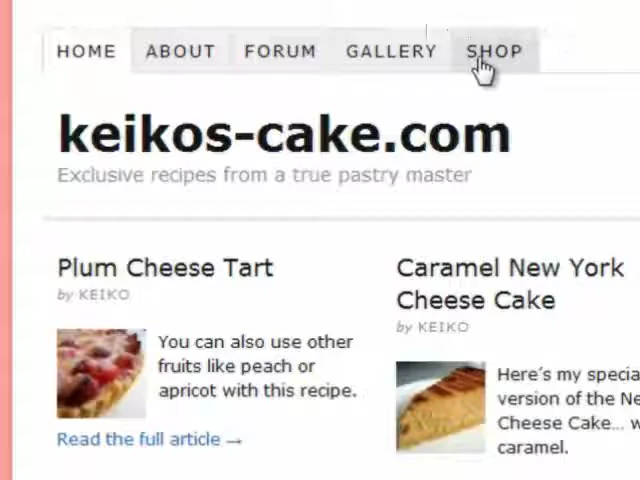 HOME ABOUT FORUM GALLERY SHOP
keikos-cake.com
Exclusive recipes from a true pastry master
Plum Cheese Tart
by KEIKO
You can also use other
fruits like peach or
apricot with this recipe.
Read the full article →
Caramel New York
Cheese Cake
by KEIKO
Here's my specia
version of the Ne
Cheese Cake... w
caramel.